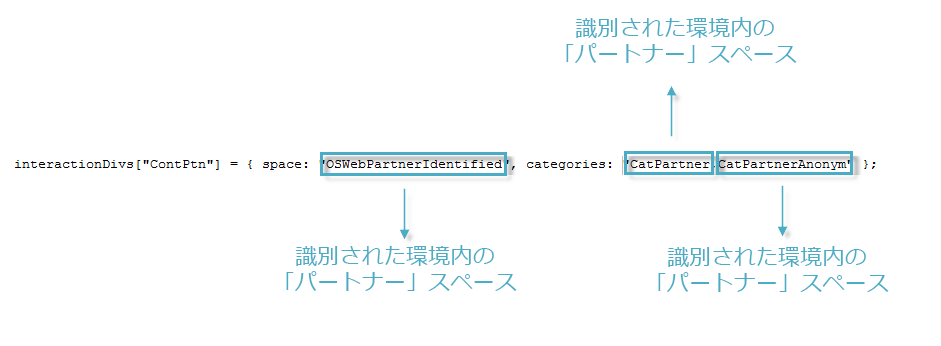 識別された環境内の
「パートナー」スペース
interactionDivs["ContPtn"] = { space: "OSWebPartnerIdentified", categories: "CatPartner,CatPartnerAnonym" };
識別された環境内の
「パートナー」スペース
識別された環境内の
「パートナー」スペース